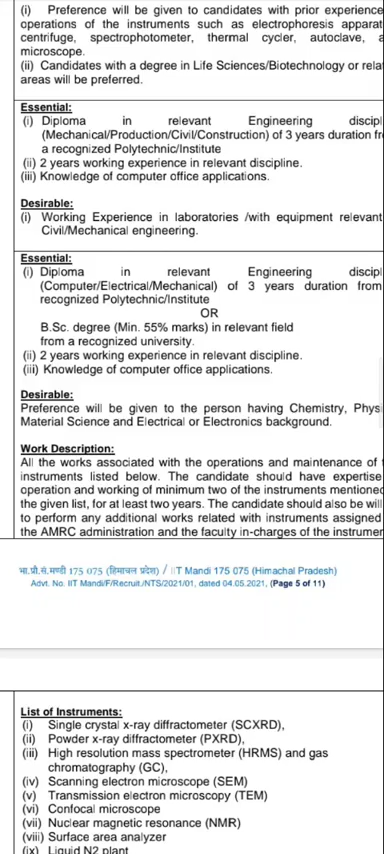 (i) Preference will be given to candidates with prior experience
operations of the instruments such as electrophoresis apparat
centrifuge, spectrophotometer, thermal cycler, autoclave, a
microscope.
(ii) Candidates with a degree in Life Sciences/Biotechnology or rela
areas will be preferred.
Essential:
(i) Diploma in relevant Engineering discipl
(Mechanical/Production/Civil/Construction) of 3 years duration fr
a recognized Polytechnic/Institute
(ii) 2 years working experience in relevant discipline.
(iii) Knowledge of computer office applications.
Desirable:
(i) Working Experience in laboratories /with equipment relevant
Civil/Mechanical engineering.
Essential:
(i) Diploma in relevant Engineering discipl
(Computer/Electrical/Mechanical) of 3 years duration from
recognized Polytechnic/Institute
OR
B.Sc. degree (Min. 55% marks) in relevant field
from a recognized university.
(ii) 2 years working experience in relevant discipline.
(iii) Knowledge of computer office applications.
Desirable:
Preference will be given to the person having Chemistry, Physi
Material Science and Electrical or Electronics background.
Work Description:
All the works associated with the operations and maintenance of t
instruments listed below. The candidate should have expertise
operation and working of minimum two of the instruments mentioned
the given list, for at least two years. The candidate should also be will
to perform any additional works related with instruments assigned
the AMRC administration and the faculty in-charges of the instrumer
भा.प्रौ.सं.मण्डी 175 075 (हिमाचल प्रदेश) / IIT Mandi 175 075 (Himachal Pradesh)
Advt. No. IIT Mandi/F/Recruit./NTS/2021/01, dated 04.05.2021, (Page 5 of 11)
List of Instruments:
(i) Single crystal x-ray diffractometer (SCXRD),
(ii) Powder x-ray diffractometer (PXRD),
(iii) High resolution mass spectrometer (HRMS) and gas
chromatography (GC),
(iv) Scanning electron microscope (SEM)
(v) Transmission electron microscopy (TEM)
(vi) Confocal microscope
(vii) Nuclear magnetic resonance (NMR)
(viii) Surface area analyzer
(ix) Liquid N2 plant